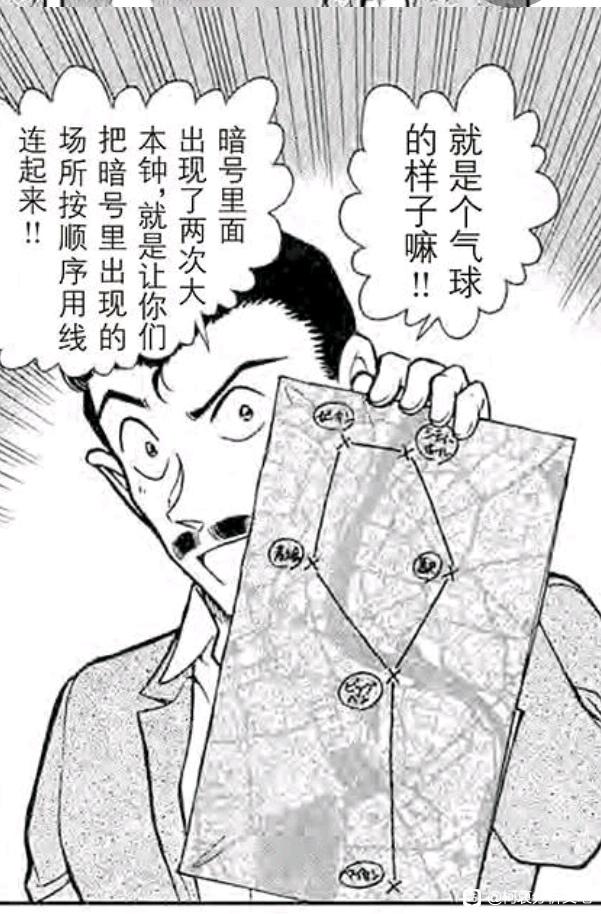 就是个气球
的样子嘛!!
暗号里面
出现了两次大
本钟,就是让你们
把暗号里出现的
场所按顺序用线
连起来!!